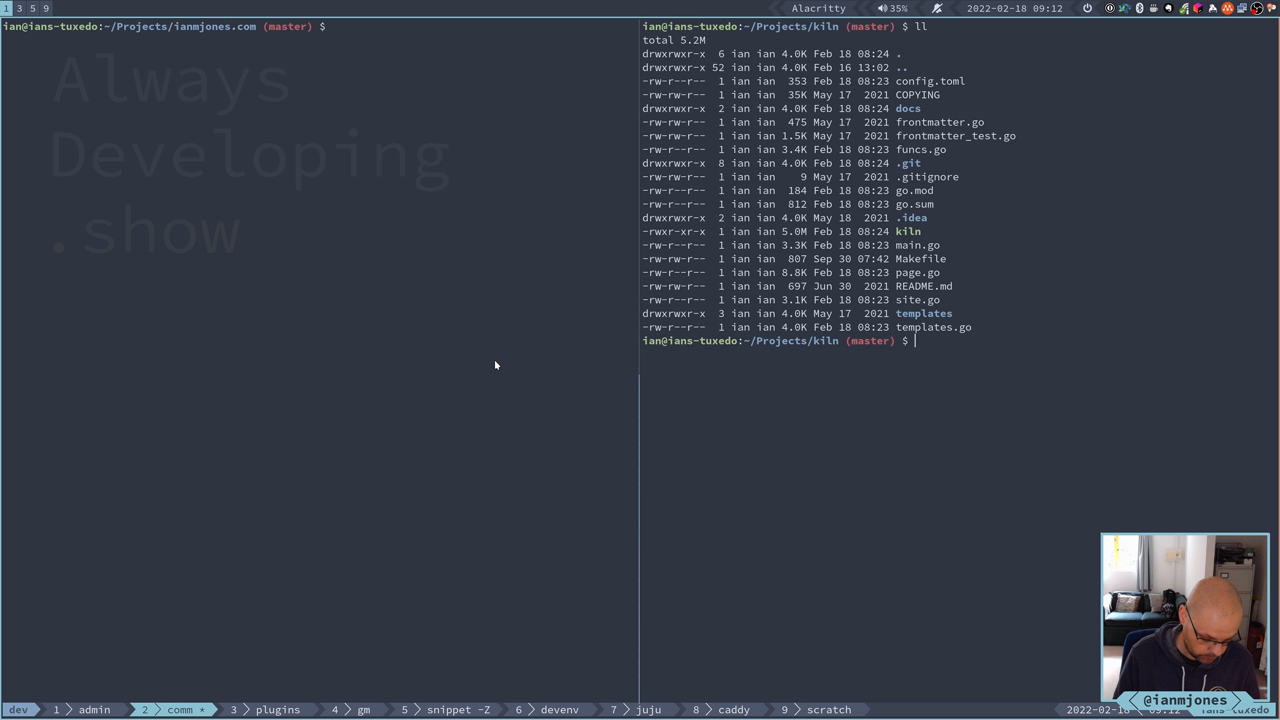 1 3 5 9
Alacritty 35% 2022-02-18 09:12
ian@ians-tuxedo:~/Projects/ianmjones.com (master) $
Always
Developing
.show
ian@ians-tuxedo:~/Projects/kiln (master) $ ll
total 5.2M
drwxrwxr-x 6 ian ian 4.0K Feb 18 08:24 .
drwxrwxr-x 52 ian ian 4.0K Feb 16 13:02 ..
-rw-r--r-- 1 ian ian 353 Feb 18 08:23 config.toml
-rw-r--r-- 1 ian ian 35K May 17 2021 COPYING
drwxrwxr-x 2 ian ian 4.0K Feb 18 08:24 docs
-rw-r--r-- 1 ian ian 475 May 17 2021 frontmatter.go
-rw-r--r-- 1 ian ian 1.5K May 17 2021 frontmatter_test.go
-rw-r--r-- 1 ian ian 3.4K Feb 18 08:23 funcs.go
drwxrwxr-x 8 ian ian 4.0K Feb 18 08:24 .git
-rw-r--r-- 1 ian ian 9 May 17 2021 .gitignore
-rw-r--r-- 1 ian ian 184 Feb 18 08:23 go.mod
-rw-r--r-- 1 ian ian 812 Feb 18 08:23 go.sum
drwxrwxr-x 2 ian ian 4.0K May 18 2021 .idea
-rwxr-xr-x 1 ian ian 5.0M Feb 18 08:24 kiln
-rw-r--r-- 1 ian ian 3.3K Feb 18 08:23 main.go
-rw-r--r-- 1 ian ian 807 Sep 30 07:42 Makefile
-rw-r--r-- 1 ian ian 8.8K Feb 18 08:23 page.go
-rw-r--r-- 1 ian ian 697 Jun 30 2021 README.md
-rw-r--r-- 1 ian ian 3.1K Feb 18 08:23 site.go
drwxrwxr-x 3 ian ian 4.0K May 17 2021 templates
-rw-r--r-- 1 ian ian 4.0K Feb 18 08:23 templates.go
ian@ians-tuxedo:~/Projects/kiln (master) $
@ianmjones
dev 1 admin 2 comm * 3 plugins 4 gm 5 snippet -Z 6 devenv 7 juju 8 caddy 9 scratch